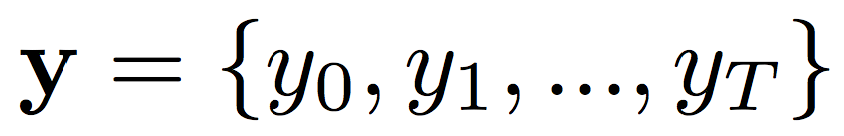 y = {y₀, y₁, ..., y_T}